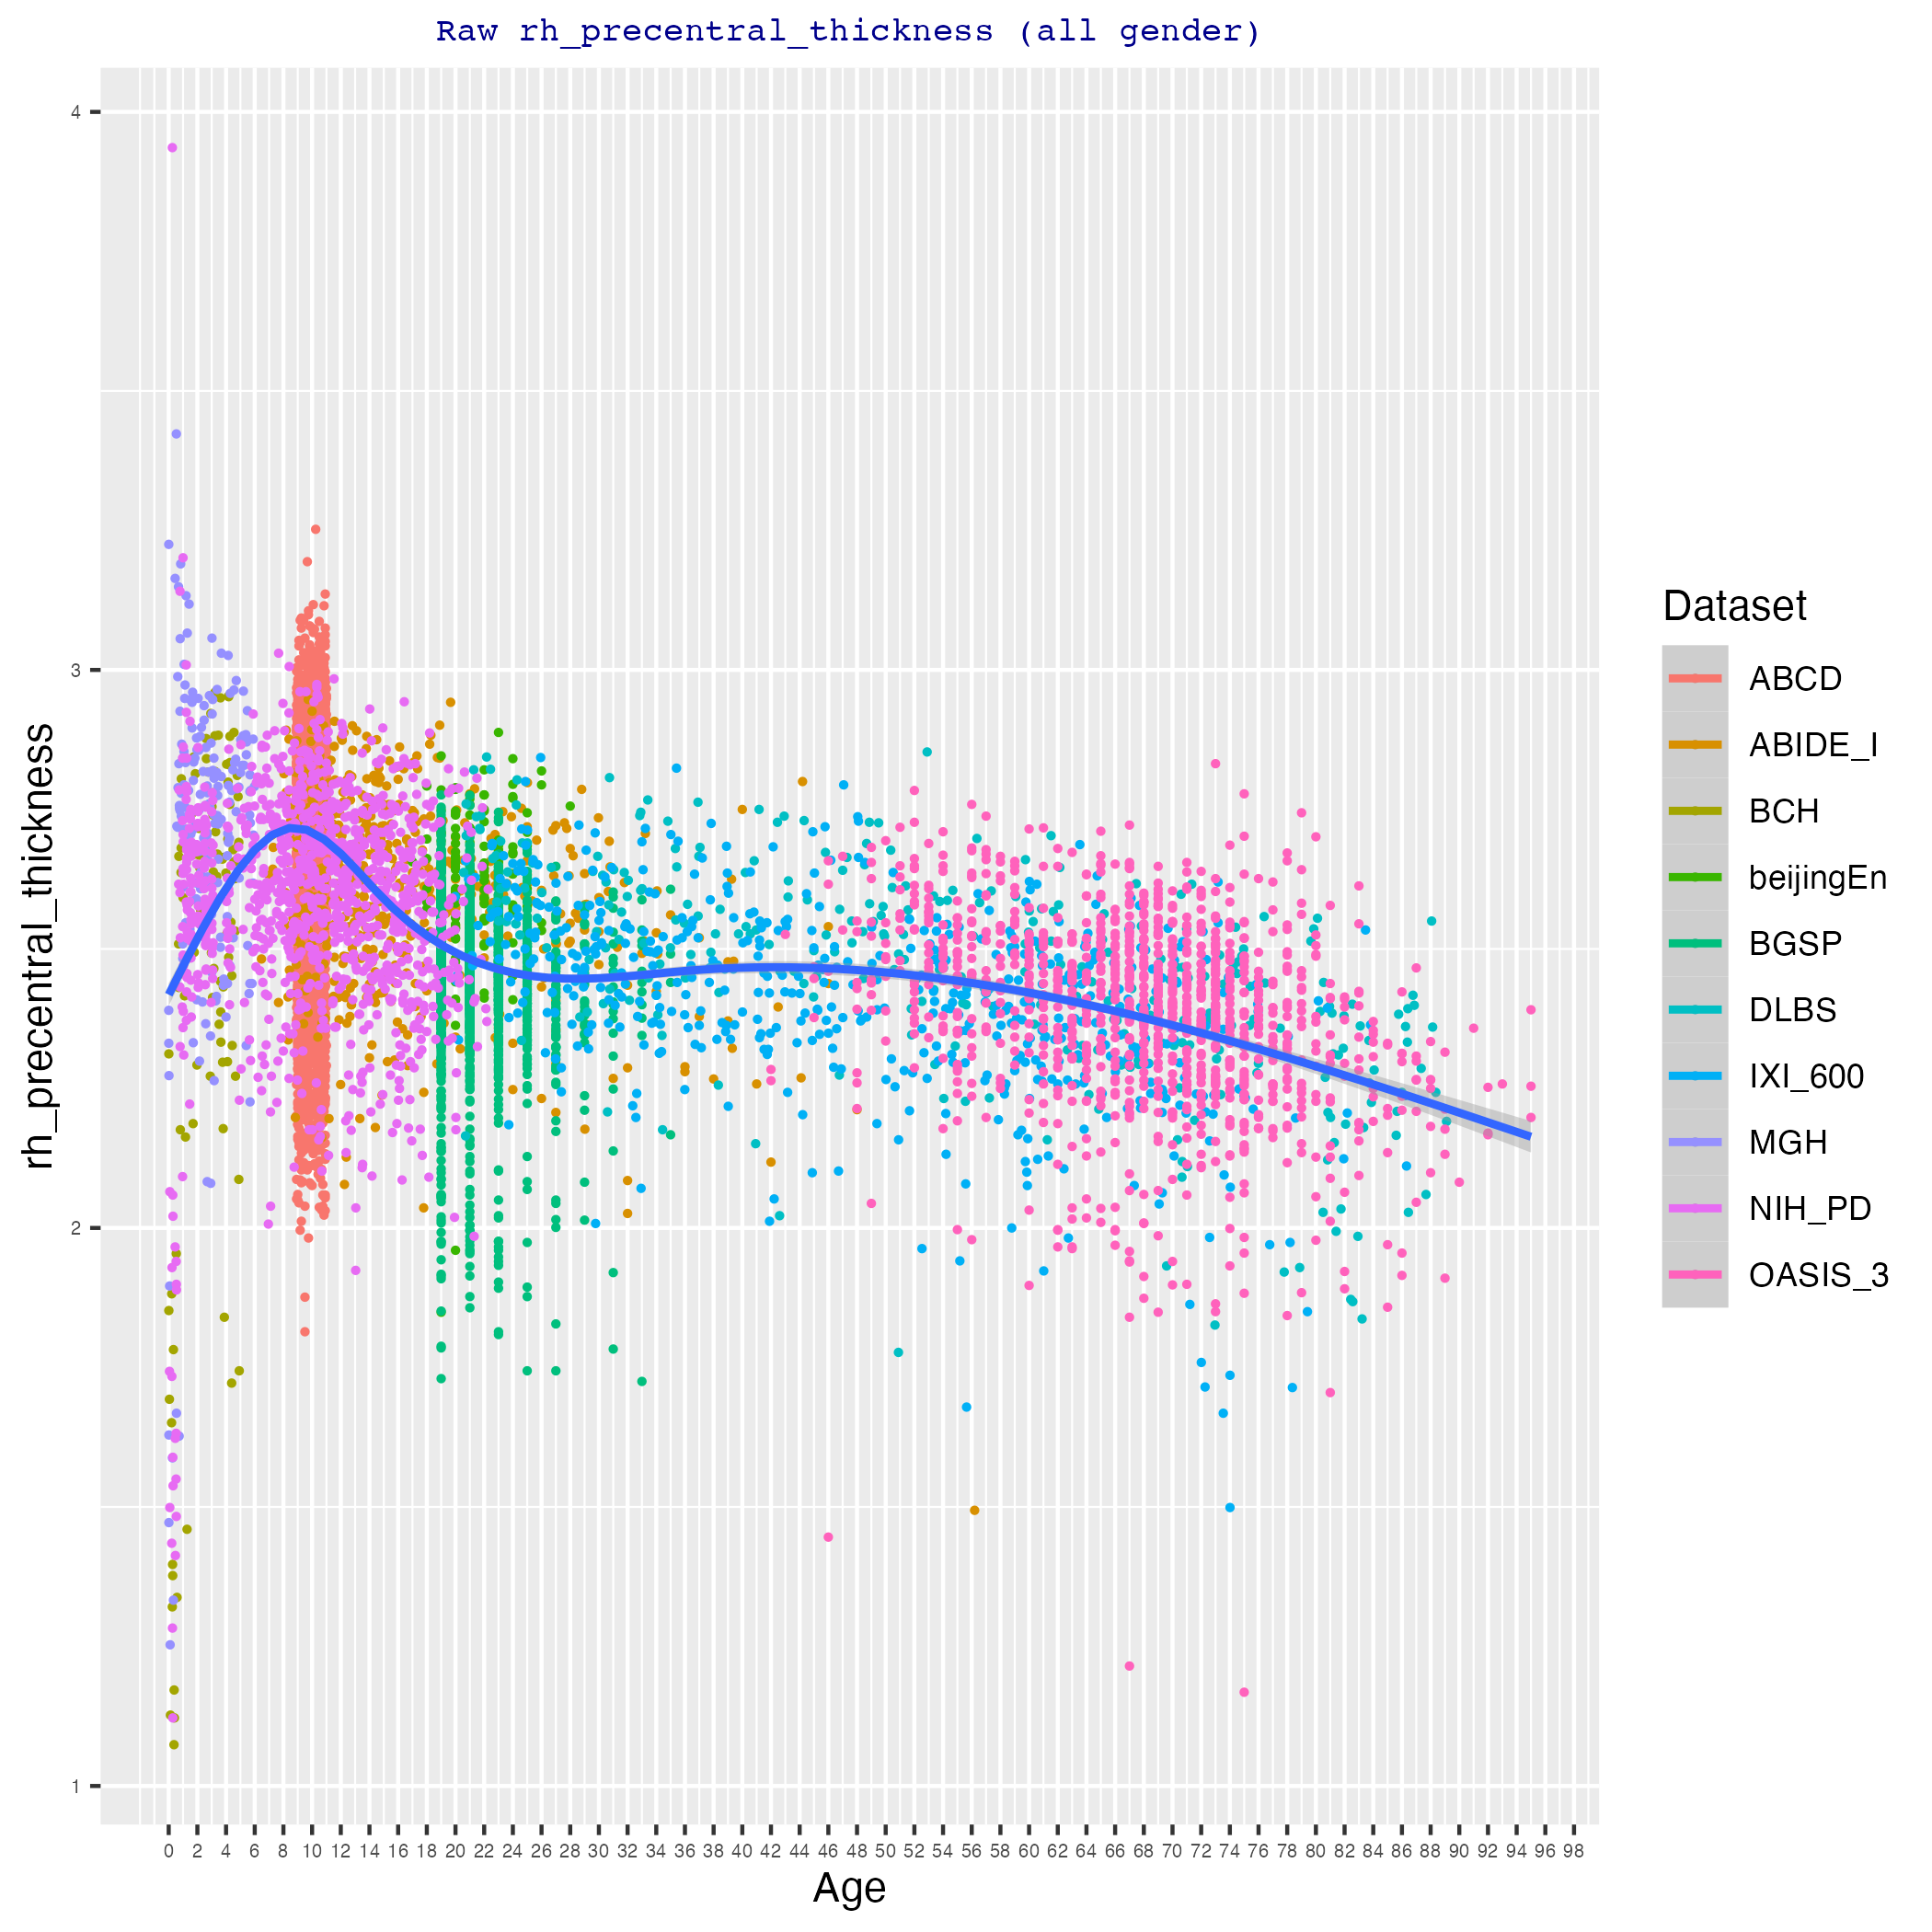 Raw rh_precentral_thickness (all gender)
rh_precentral_thickness
4
3
2
1
0 2 4 6 8 10 12 14 16 18 20 22 24 26 28 30 32 34 36 38 40 42 44 46 48 50 52 54 56 58 60 62 64 66 68 70 72 74 76 78 80 82 84 86 88 90 92 94 96 98
Age
Dataset
ABCD
ABIDE_I
BCH
beijingEn
BGSP
DLBS
IXI_600
MGH
NIH_PD
OASIS_3